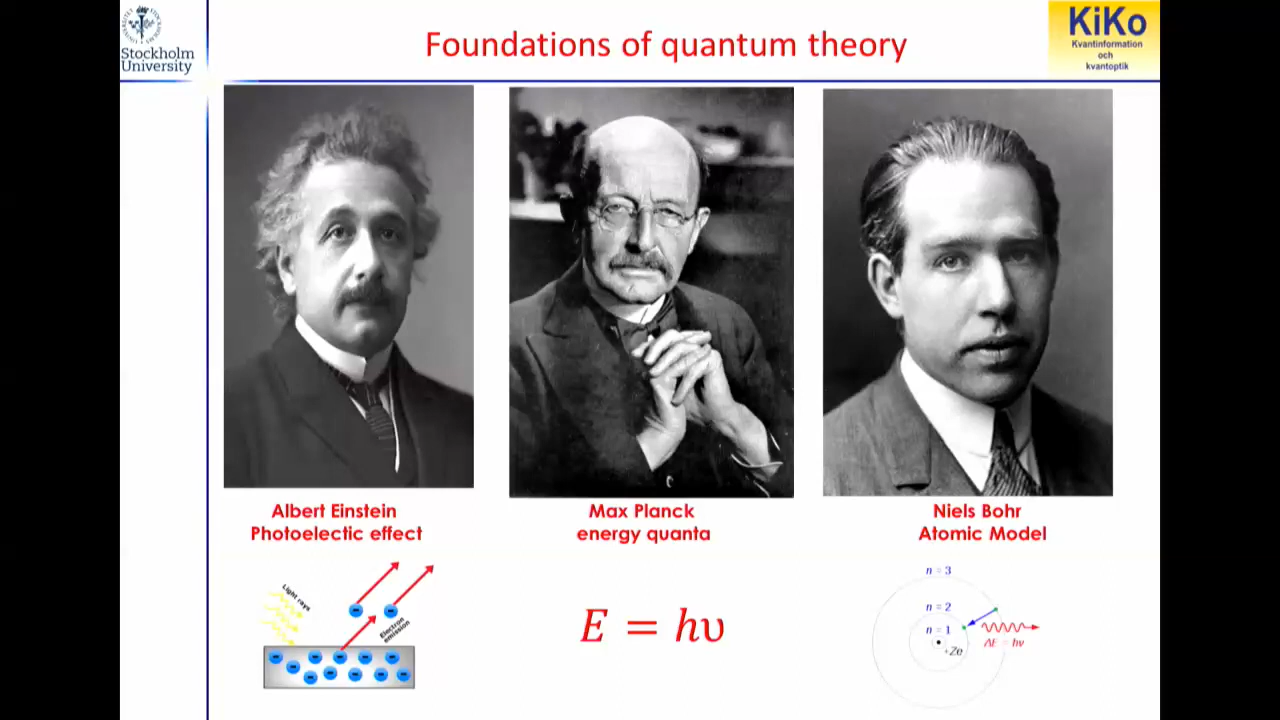 Stockholm
University
Foundations of quantum theory
KiKo
Kvantinformation
och
kvantoptik
Albert Einstein
Photoelectic effect
Max Planck
energy quanta
Niels Bohr
Atomic Model
Light rays
Electron
emission
E = hυ
n = 3
n = 2
n = 1
+Ze
ΔE = hν